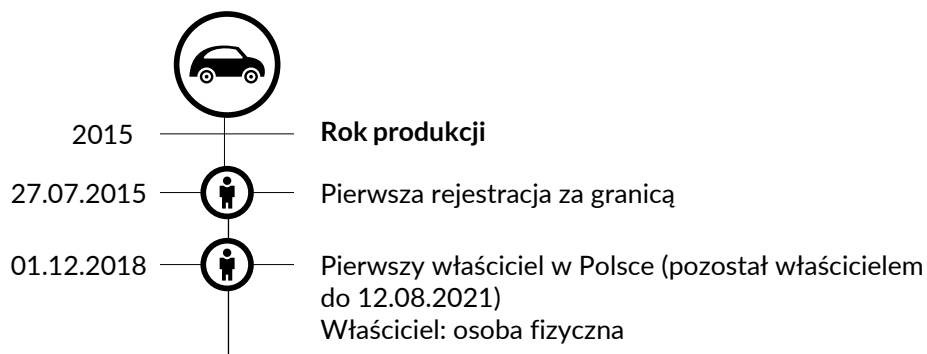 2015 Rok produkcji
27.07.2015 Pierwsza rejestracja za granicą
01.12.2018 Pierwszy właściciel w Polsce (pozostał właścicielem
do 12.08.2021)
Właściciel: osoba fizyczna